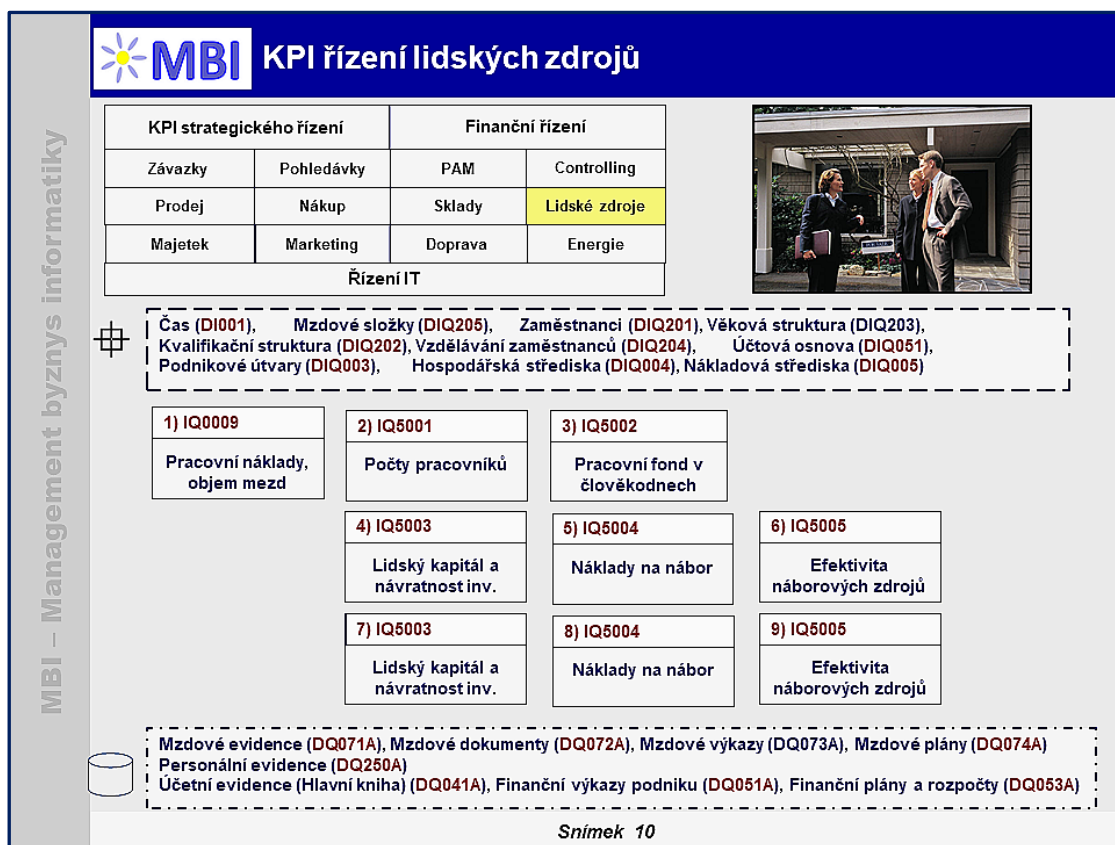 MBI
KPI řízení lidských zdrojů
MBI – Management byznys informatiky
KPI strategického řízení
Finanční řízení
Závazky
Pohledávky
PAM
Controlling
Prodej
Nákup
Sklady
Lidské zdroje
Majetek
Marketing
Doprava
Energie
Řízení IT
Čas (DI001), Mzdové složky (DIQ205), Zaměstnanci (DIQ201), Věková struktura (DIQ203),
Kvalifikační struktura (DIQ202), Vzdělávání zaměstnanců (DIQ204), Účtová osnova (DIQ051),
Podnikové útvary (DIQ003), Hospodářská střediska (DIQ004), Nákladová střediska (DIQ005)
1) IQ0009
Pracovní náklady,
objem mezd
2) IQ5001
Počty pracovníků
3) IQ5002
Pracovní fond v
člověkodnech
4) IQ5003
Lidský kapitál a
návratnost inv.
5) IQ5004
Náklady na nábor
6) IQ5005
Efektivita
náborových zdrojů
7) IQ5003
Lidský kapitál a
návratnost inv.
8) IQ5004
Náklady na nábor
9) IQ5005
Efektivita
náborových zdrojů
Mzdové evidence (DQ071A), Mzdové dokumenty (DQ072A), Mzdové výkazy (DQ073A), Mzdové plány (DQ074A)
Personální evidence (DQ250A)
Účetní evidence (Hlavní kniha) (DQ041A), Finanční výkazy podniku (DQ051A), Finanční plány a rozpočty (DQ053A)
Snímek 10